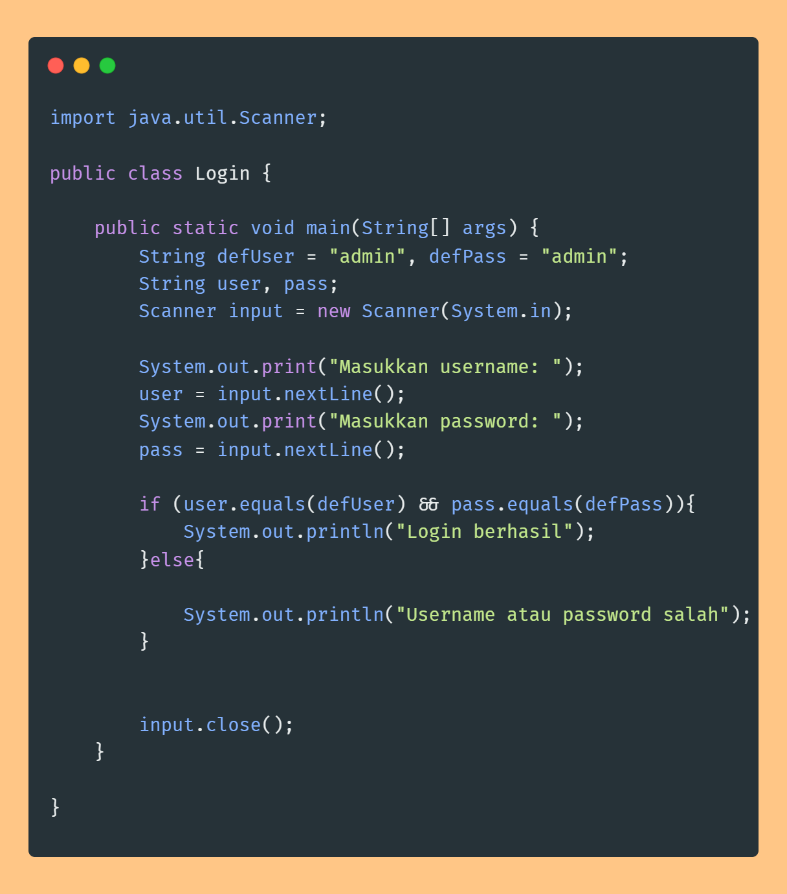 import java.util.Scanner;
public class Login {
public static void main(String[] args) {
String defUser = "admin", defPass = "admin";
String user, pass;
Scanner input = new Scanner(System.in);
System.out.print("Masukkan username: ");
user = input.nextLine();
System.out.print("Masukkan password: ");
pass = input.nextLine();
if (user.equals(defUser) && pass.equals(defPass)){
System.out.println("Login berhasil");
}else{
System.out.println("Username atau password salah");
}
input.close();
}
}